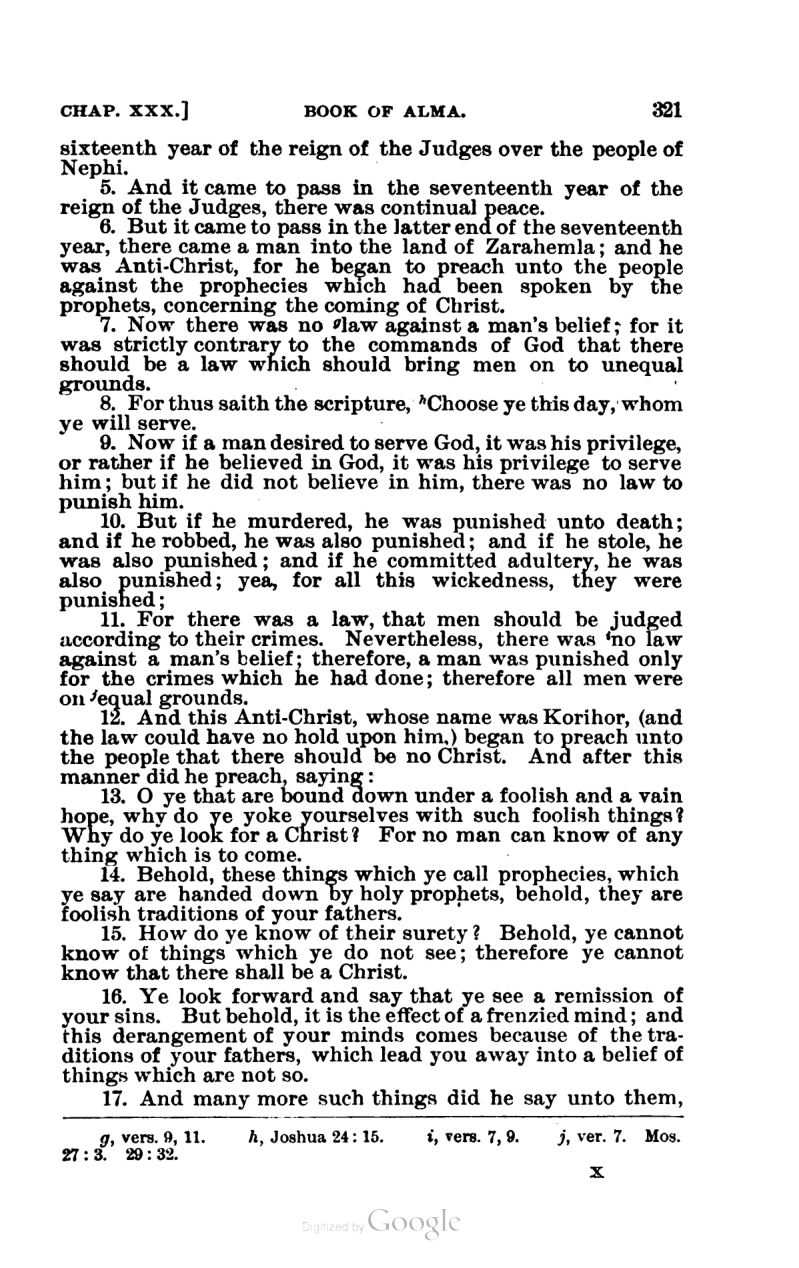 CHAP. XXX.] BOOK OF ALMA. 321
sixteenth year of the reign of the Judges over the people of
Nephi.
5. And it came to pass in the seventeenth year of the
reign of the Judges, there was continual peace.
6. But it came to pass in the latter end of the seventeenth
year, there came a man into the land of Zarahemla; and he
was Anti-Christ, for he began to preach unto the people
against the prophecies which had been spoken by the
prophets, concerning the coming of Christ.
7. Now there was no glaw against a man's belief; for it
was strictly contrary to the commands of God that there
should be a law which should bring men on to unequal
grounds.
8. For thus saith the scripture, hChoose ye this day, whom
ye will serve.
9. Now if a man desired to serve God, it was his privilege,
or rather if he believed in God, it was his privilege to serve
him; but if he did not believe in him, there was no law to
punish him.
10. But if he murdered, he was punished unto death;
and if he robbed, he was also punished; and if he stole, he
was also punished; and if he committed adultery, he was
also punished; yea, for all this wickedness, they were
punished;
11. For there was a law, that men should be judged
according to their crimes. Nevertheless, there was ino law
against a man's belief; therefore, a man was punished only
for the crimes which he had done; therefore all men were
on jequal grounds.
12. And this Anti-Christ, whose name was Korihor, (and
the law could have no hold upon him,) began to preach unto
the people that there should be no Christ. And after this
manner did he preach, saying:
13. O ye that are bound down under a foolish and a vain
hope, why do ye yoke yourselves with such foolish things?
Why do ye look for a Christ? For no man can know of any
thing which is to come.
14. Behold, these things which ye call prophecies, which
ye say are handed down by holy prophets, behold, they are
foolish traditions of your fathers.
15. How do ye know of their surety? Behold, ye cannot
know of things which ye do not see; therefore ye cannot
know that there shall be a Christ.
16. Ye look forward and say that ye see a remission of
your sins. But behold, it is the effect of a frenzied mind; and
this derangement of your minds comes because of the tra-
ditions of your fathers, which lead you away into a belief of
things which are not so.
17. And many more such things did he say unto them,
g, vers. 9, 11. h, Joshua 24: 15. i, vers. 7, 9. j, ver. 7. Mos.
27: 3. 29: 32.
X
Digitized by Google